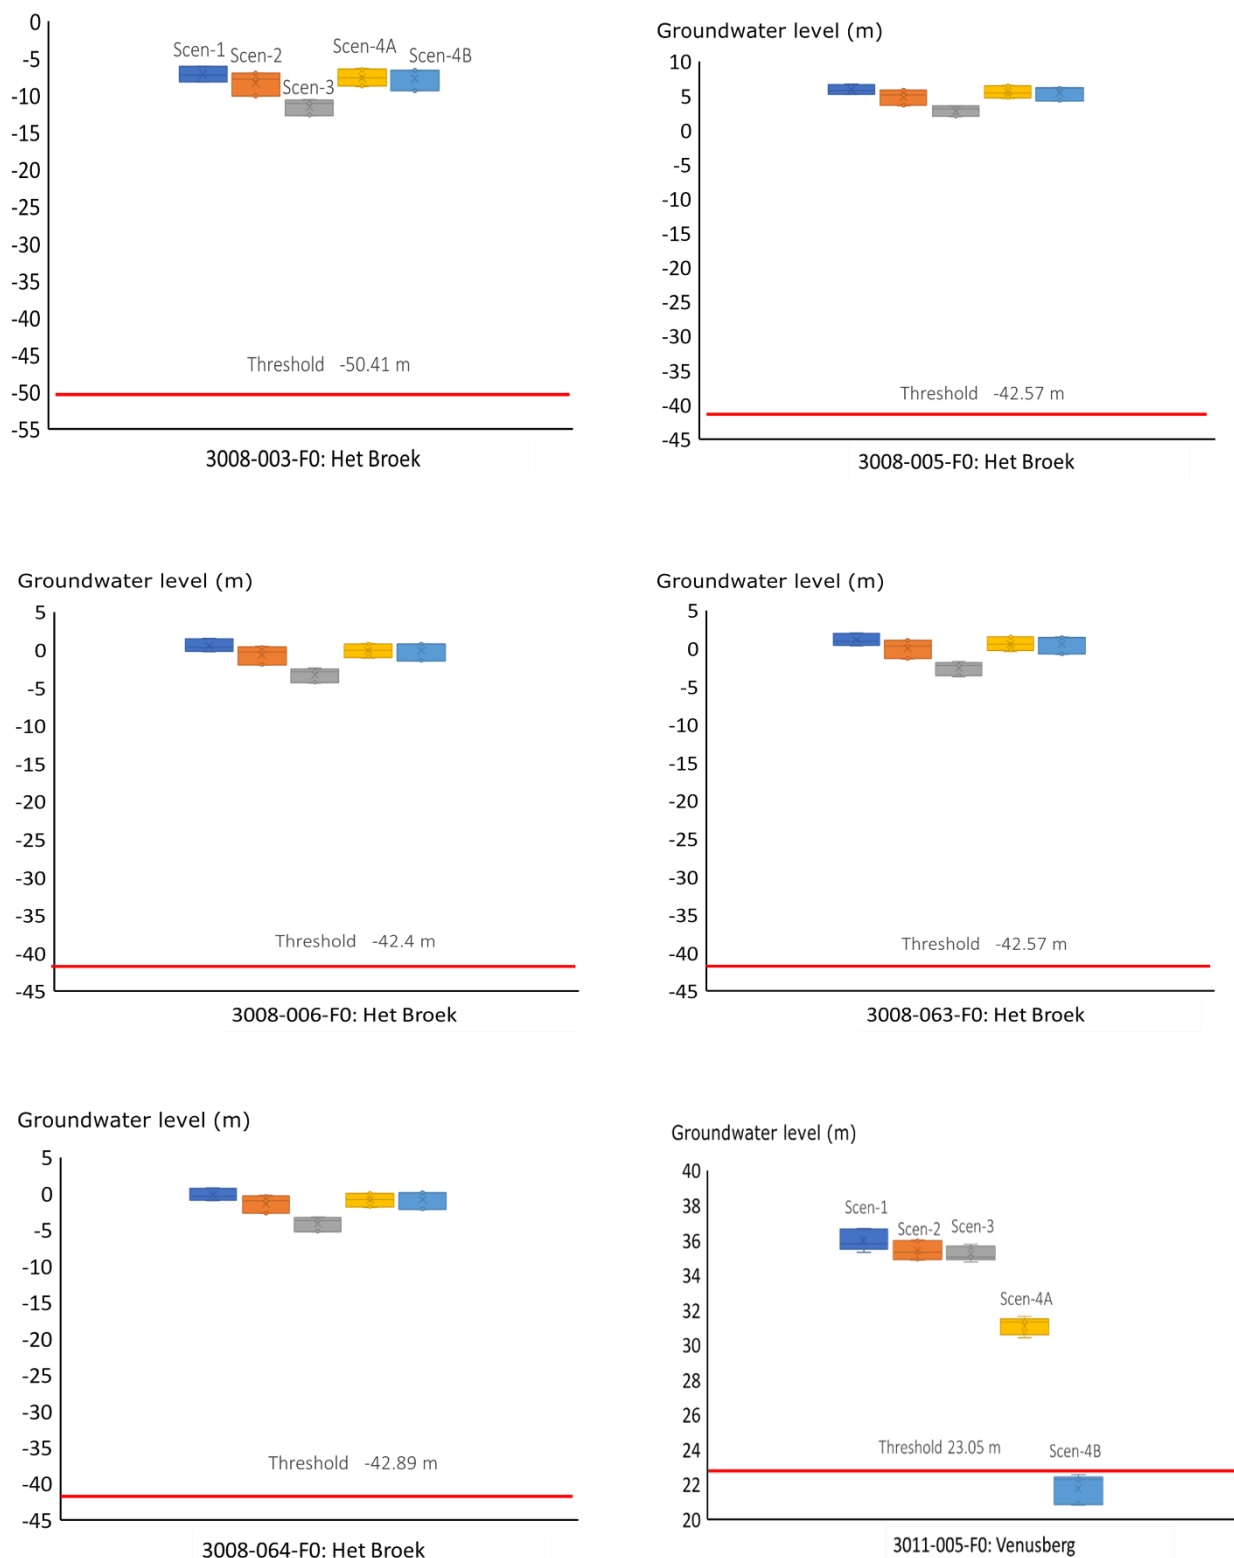 0
-5
-10
-15
-20
-25
-30
-35
-40
-45
-50
-55
Scen-1
Scen-2
Scen-3
Scen-4A
Scen-4B
Threshold -50.41 m
3008-003-F0: Het Broek
Groundwater level (m)
10
5
0
-5
-10
-15
-20
-25
-30
-35
-40
-45
Threshold -42.57 m
3008-005-F0: Het Broek
Groundwater level (m)
5
0
-5
-10
-15
-20
-25
-30
-35
-40
-45
Threshold -42.4 m
3008-006-F0: Het Broek
Groundwater level (m)
5
0
-5
-10
-15
-20
-25
-30
-35
-40
-45
Threshold -42.57 m
3008-063-F0: Het Broek
Groundwater level (m)
5
0
-5
-10
-15
-20
-25
-30
-35
-40
-45
Threshold -42.89 m
3008-064-F0: Het Broek
Groundwater level (m)
40
38
36
34
32
30
28
26
24
22
20
Scen-1
Scen-2
Scen-3
Scen-4A
Threshold 23.05 m
Scen-4B
3011-005-F0: Venusberg